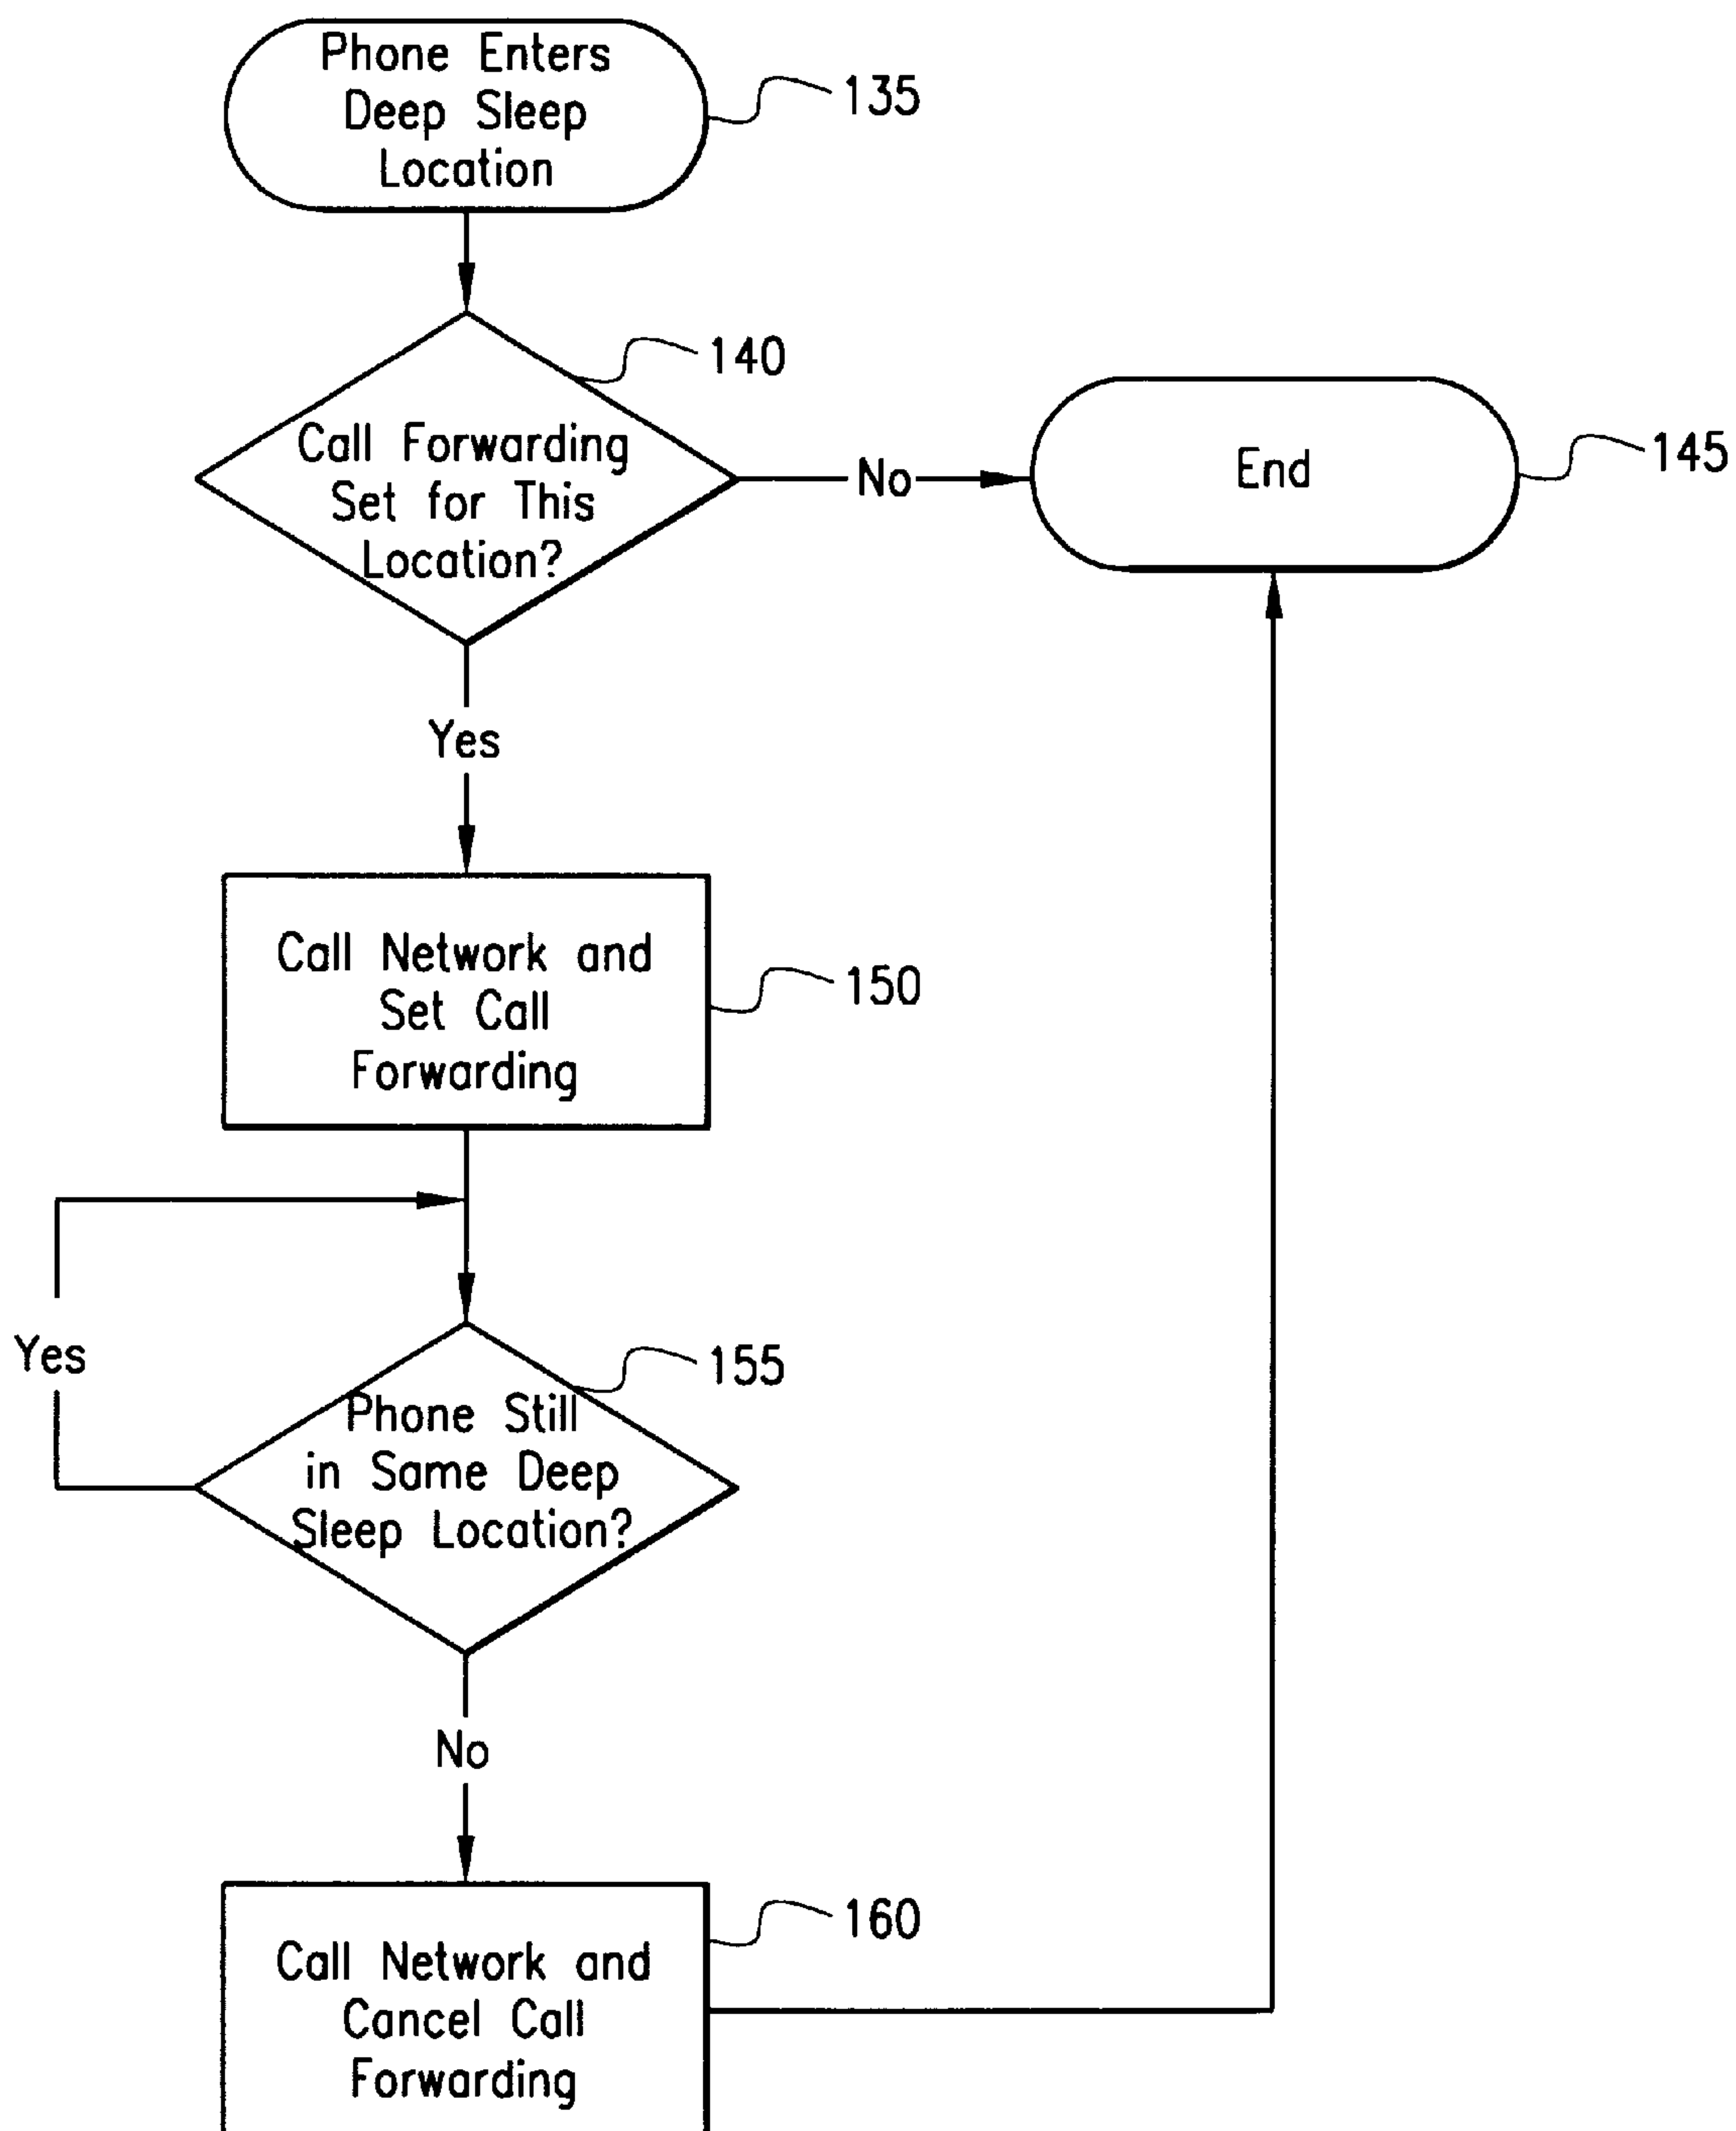 Phone Enters
Deep Sleep
Location
135
140
Call Forwarding
Set for This
Location?
No
End
145
Yes
Call Network and
Set Call
Forwarding
150
Yes
155
Phone Still
in Same Deep
Sleep Location?
No
160
Call Network and
Cancel Call
Forwarding